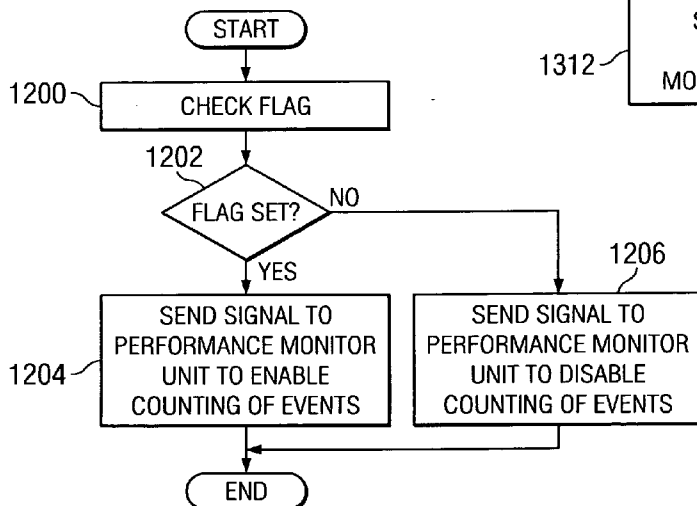 START
1200
CHECK FLAG
1202
FLAG SET?
NO
YES
1204
SEND SIGNAL TO
PERFORMANCE MONITOR
UNIT TO ENABLE
COUNTING OF EVENTS
1206
SEND SIGNAL TO
PERFORMANCE MONITOR
UNIT TO DISABLE
COUNTING OF EVENTS
END
1312